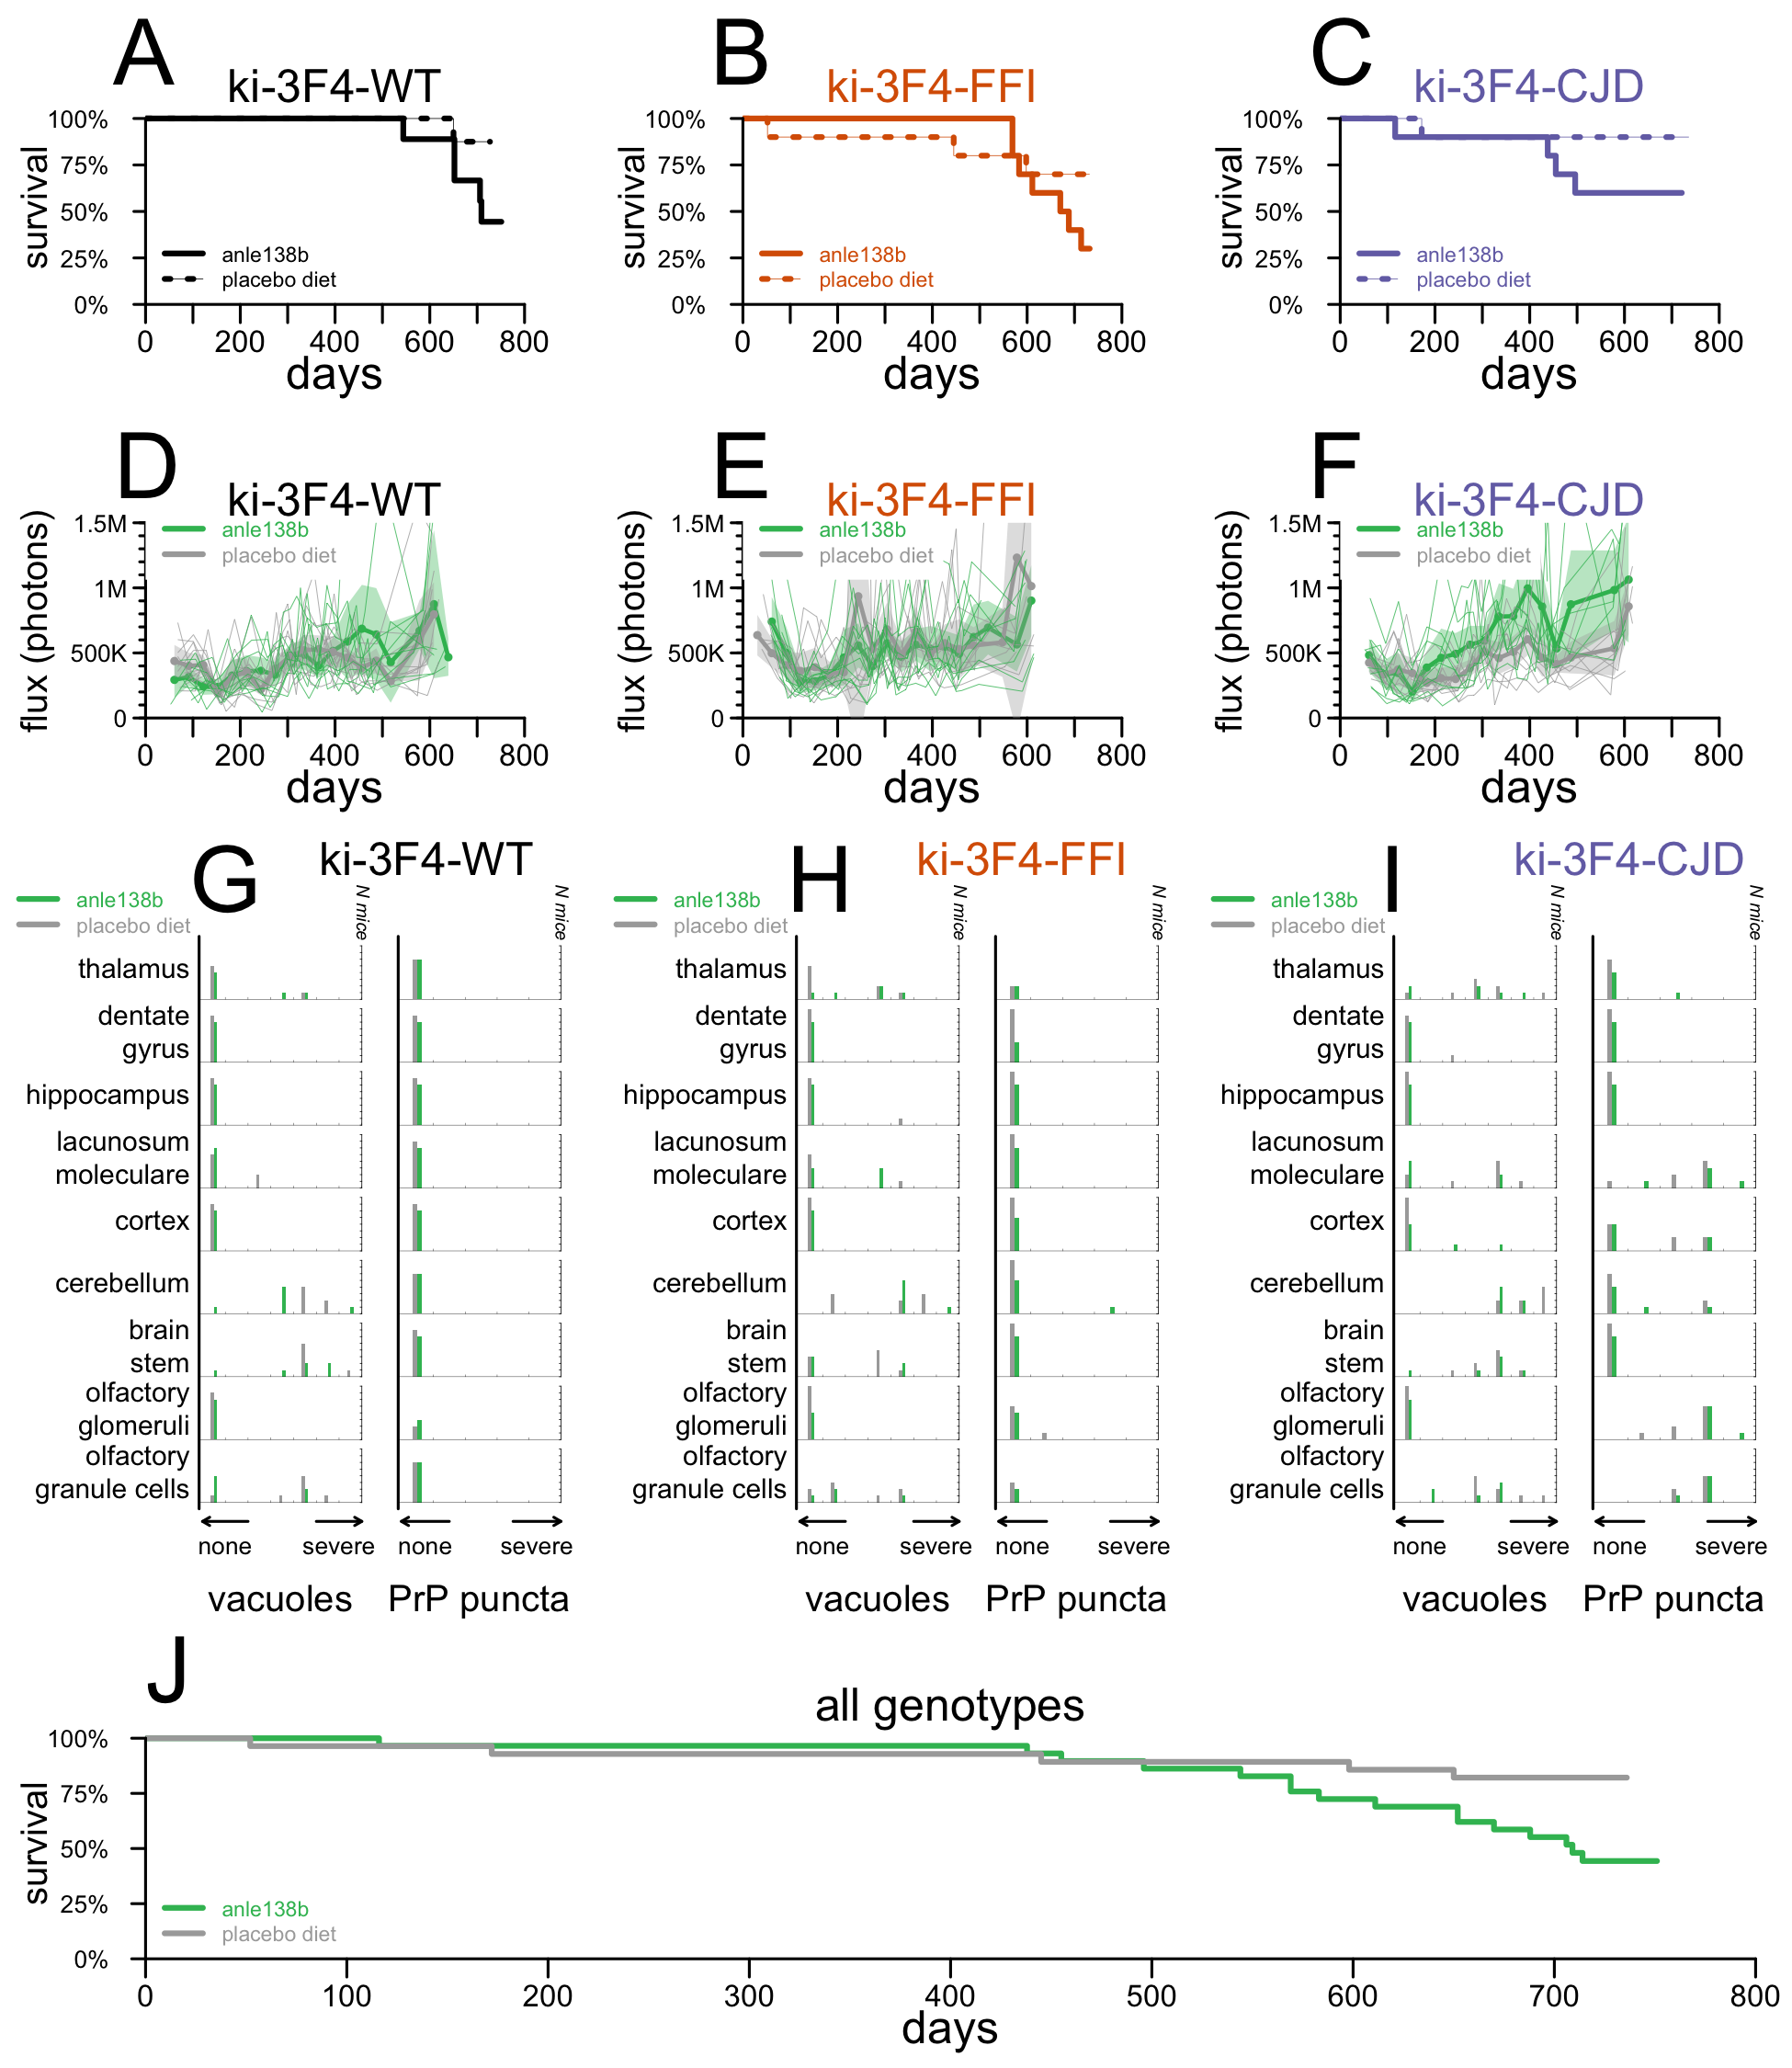 A
ki-3F4-WT
survival
100%
75%
50%
25%
0%
anle138b
placebo diet
0 200 400 600 800
days
B
ki-3F4-FFI
survival
100%
75%
50%
25%
0%
anle138b
placebo diet
0 200 400 600 800
days
C
ki-3F4-CJD
survival
100%
75%
50%
25%
0%
anle138b
placebo diet
0 200 400 600 800
days
D
ki-3F4-WT
flux (photons)
1.5M
1M
500K
0
anle138b
placebo diet
0 200 400 600 800
days
E
ki-3F4-FFI
flux (photons)
1.5M
1M
500K
0
anle138b
placebo diet
0 200 400 600 800
days
F
ki-3F4-CJD
flux (photons)
1.5M
1M
500K
0
anle138b
placebo diet
0 200 400 600 800
days
G
ki-3F4-WT
anle138b
placebo diet
N mice
N mice
thalamus
dentate
gyrus
hippocampus
lacunosum
moleculare
cortex
cerebellum
brain
stem
olfactory
glomeruli
olfactory
granule cells
none severe none severe
vacuoles PrP puncta
H
ki-3F4-FFI
anle138b
placebo diet
N mice
N mice
thalamus
dentate
gyrus
hippocampus
lacunosum
moleculare
cortex
cerebellum
brain
stem
olfactory
glomeruli
olfactory
granule cells
none severe none severe
vacuoles PrP puncta
I
ki-3F4-CJD
anle138b
placebo diet
N mice
N mice
thalamus
dentate
gyrus
hippocampus
lacunosum
moleculare
cortex
cerebellum
brain
stem
olfactory
glomeruli
olfactory
granule cells
none severe none severe
vacuoles PrP puncta
J
all genotypes
survival
100%
75%
50%
25%
0%
anle138b
placebo diet
0 100 200 300 400 500 600 700 800
days